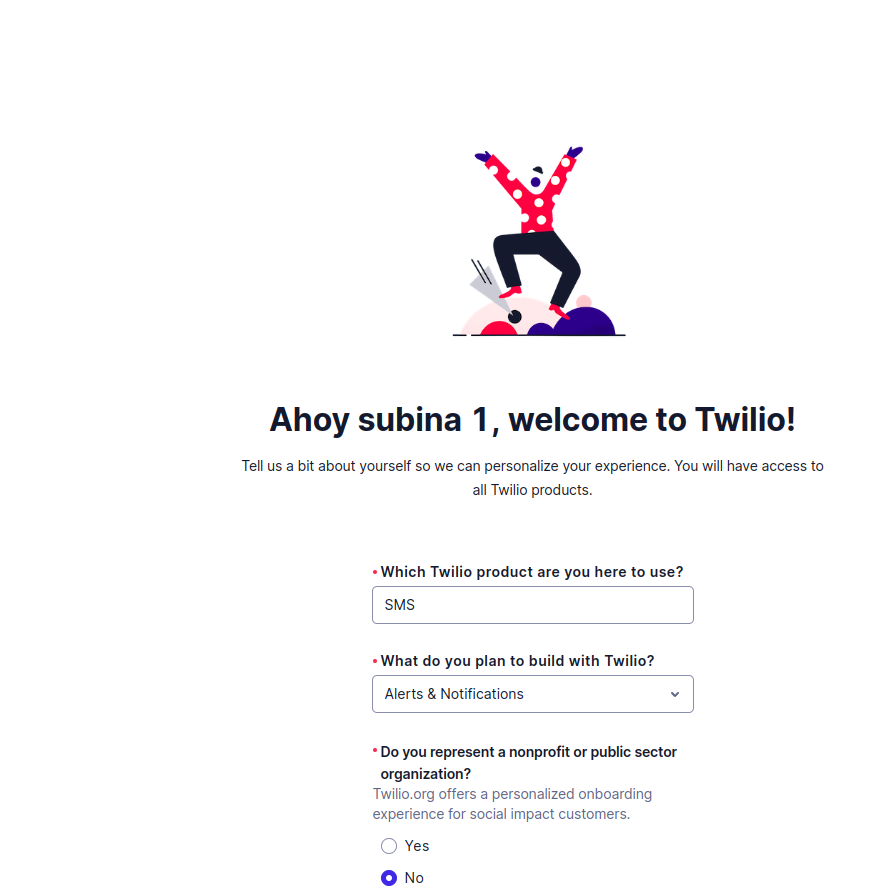 Ahoy subina 1, welcome to Twilio!
Tell us a bit about yourself so we can personalize your experience. You will have access to
all Twilio products.
Which Twilio product are you here to use?
SMS
What do you plan to build with Twilio?
Alerts & Notifications
Do you represent a nonprofit or public sector
organization?
Twilio.org offers a personalized onboarding
experience for social impact customers.
Yes
No